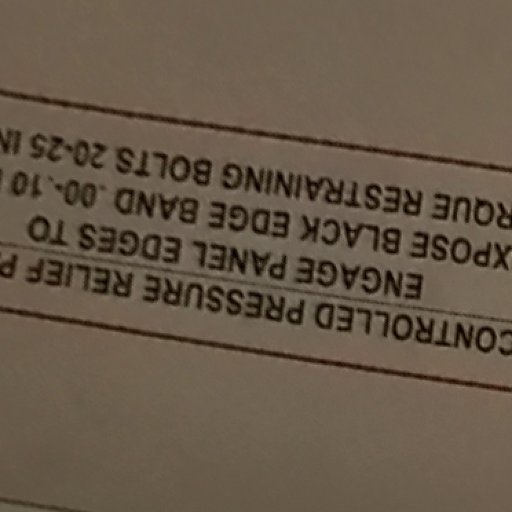 CONTROLLED PRESSURE RELIEF P
ENGAGE PANEL EDGES TO
XPOSE BLACK EDGE BAND .00-.10
RQUE RESTRAINING BOLTS 20-25 IN